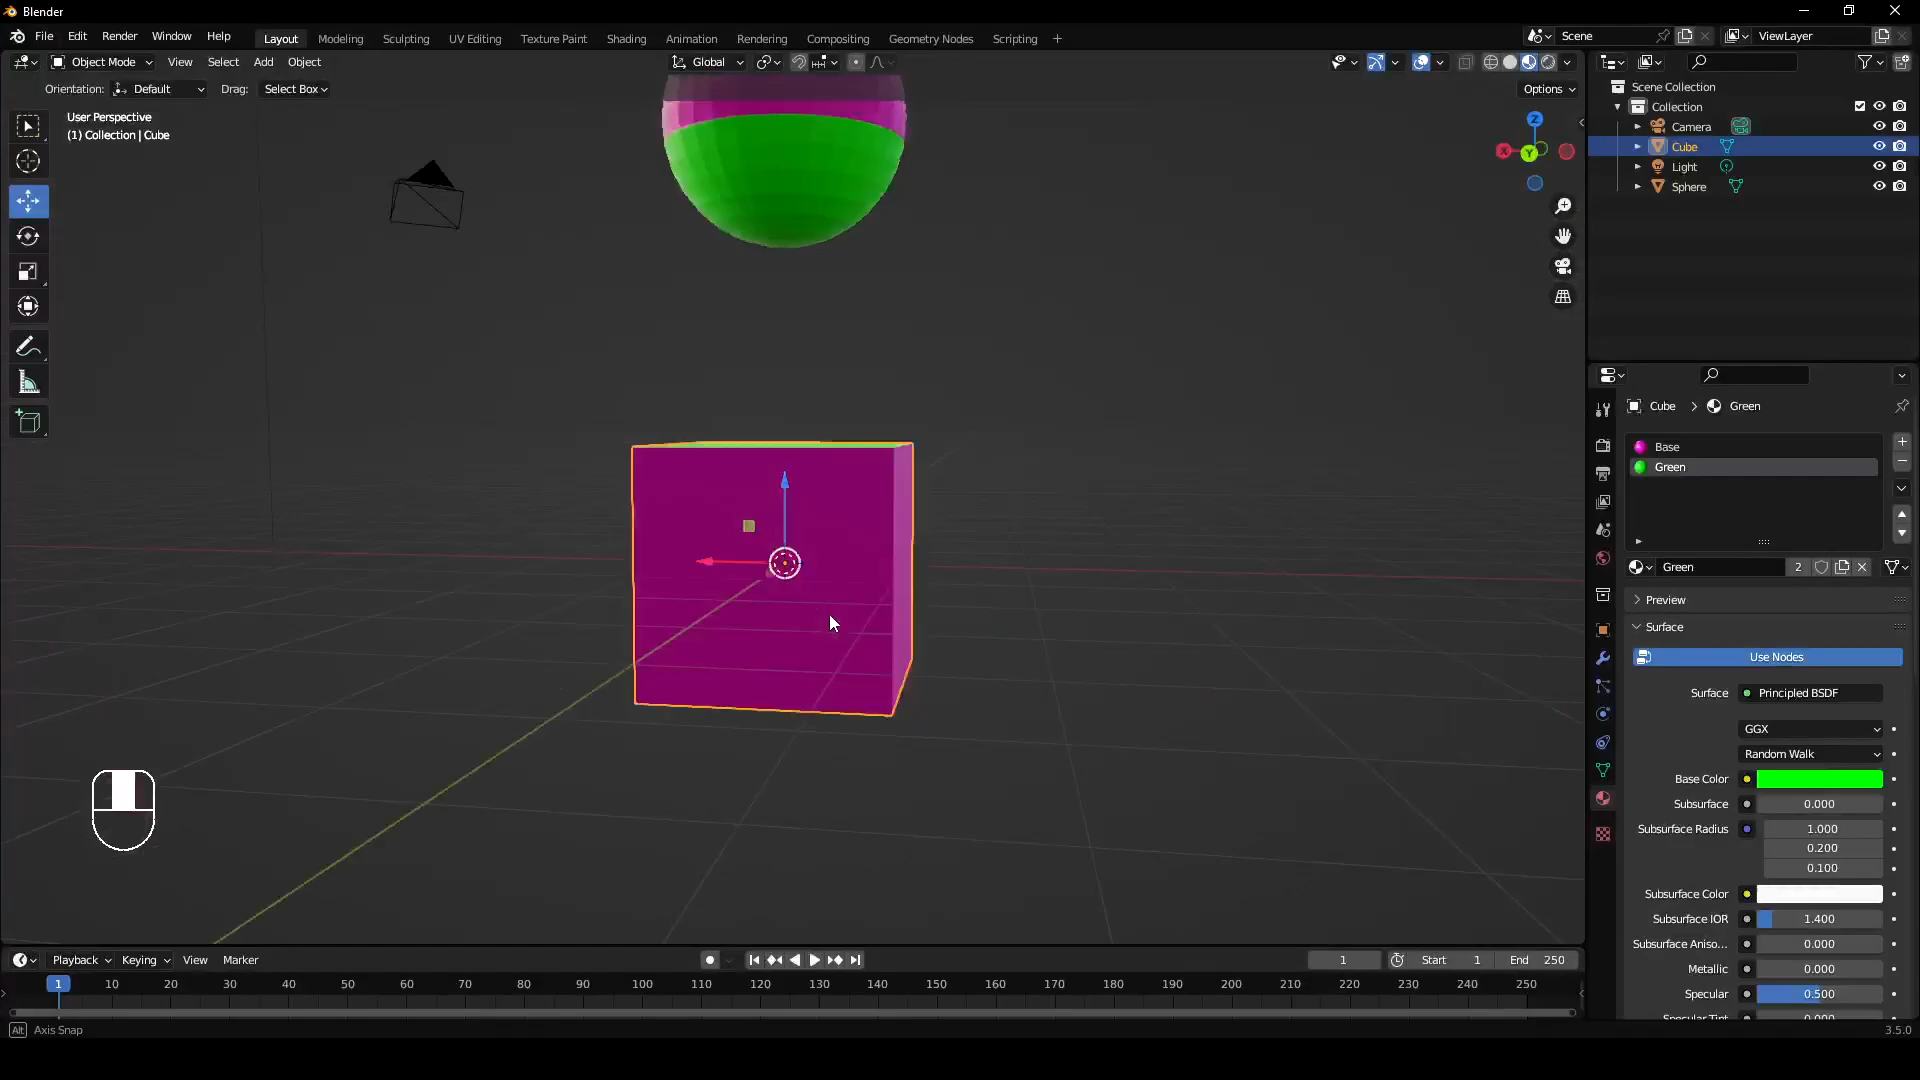 Blender
File Edit Render Window Help
Layout Modeling Sculpting UV Editing Texture Paint Shading Animation Rendering Compositing Geometry Nodes Scripting +
Scene
ViewLayer
Object Mode View Select Add Object
Global
Orientation: Default Drag: Select Box
Options
User Perspective
(1) Collection | Cube
Z
X
Y
Scene Collection
Collection
Camera
Cube
Light
Sphere
Cube > Green
Base
Green
Green 2
Preview
Surface
Use Nodes
Surface Principled BSDF
GGX
Random Walk
Base Color
Subsurface 0.000
Subsurface Radius 1.000
0.200
0.100
Subsurface Color
Subsurface IOR 1.400
Subsurface Aniso... 0.000
Metallic 0.000
Specular 0.500
Specular Tint 0.000
Playback Keying View Marker
1 Start 1 End 250
1 10 20 30 40 50 60 70 80 90 100 110 120 130 140 150 160 170 180 190 200 210 220 230 240 250
Alt Axis Snap
3.5.0